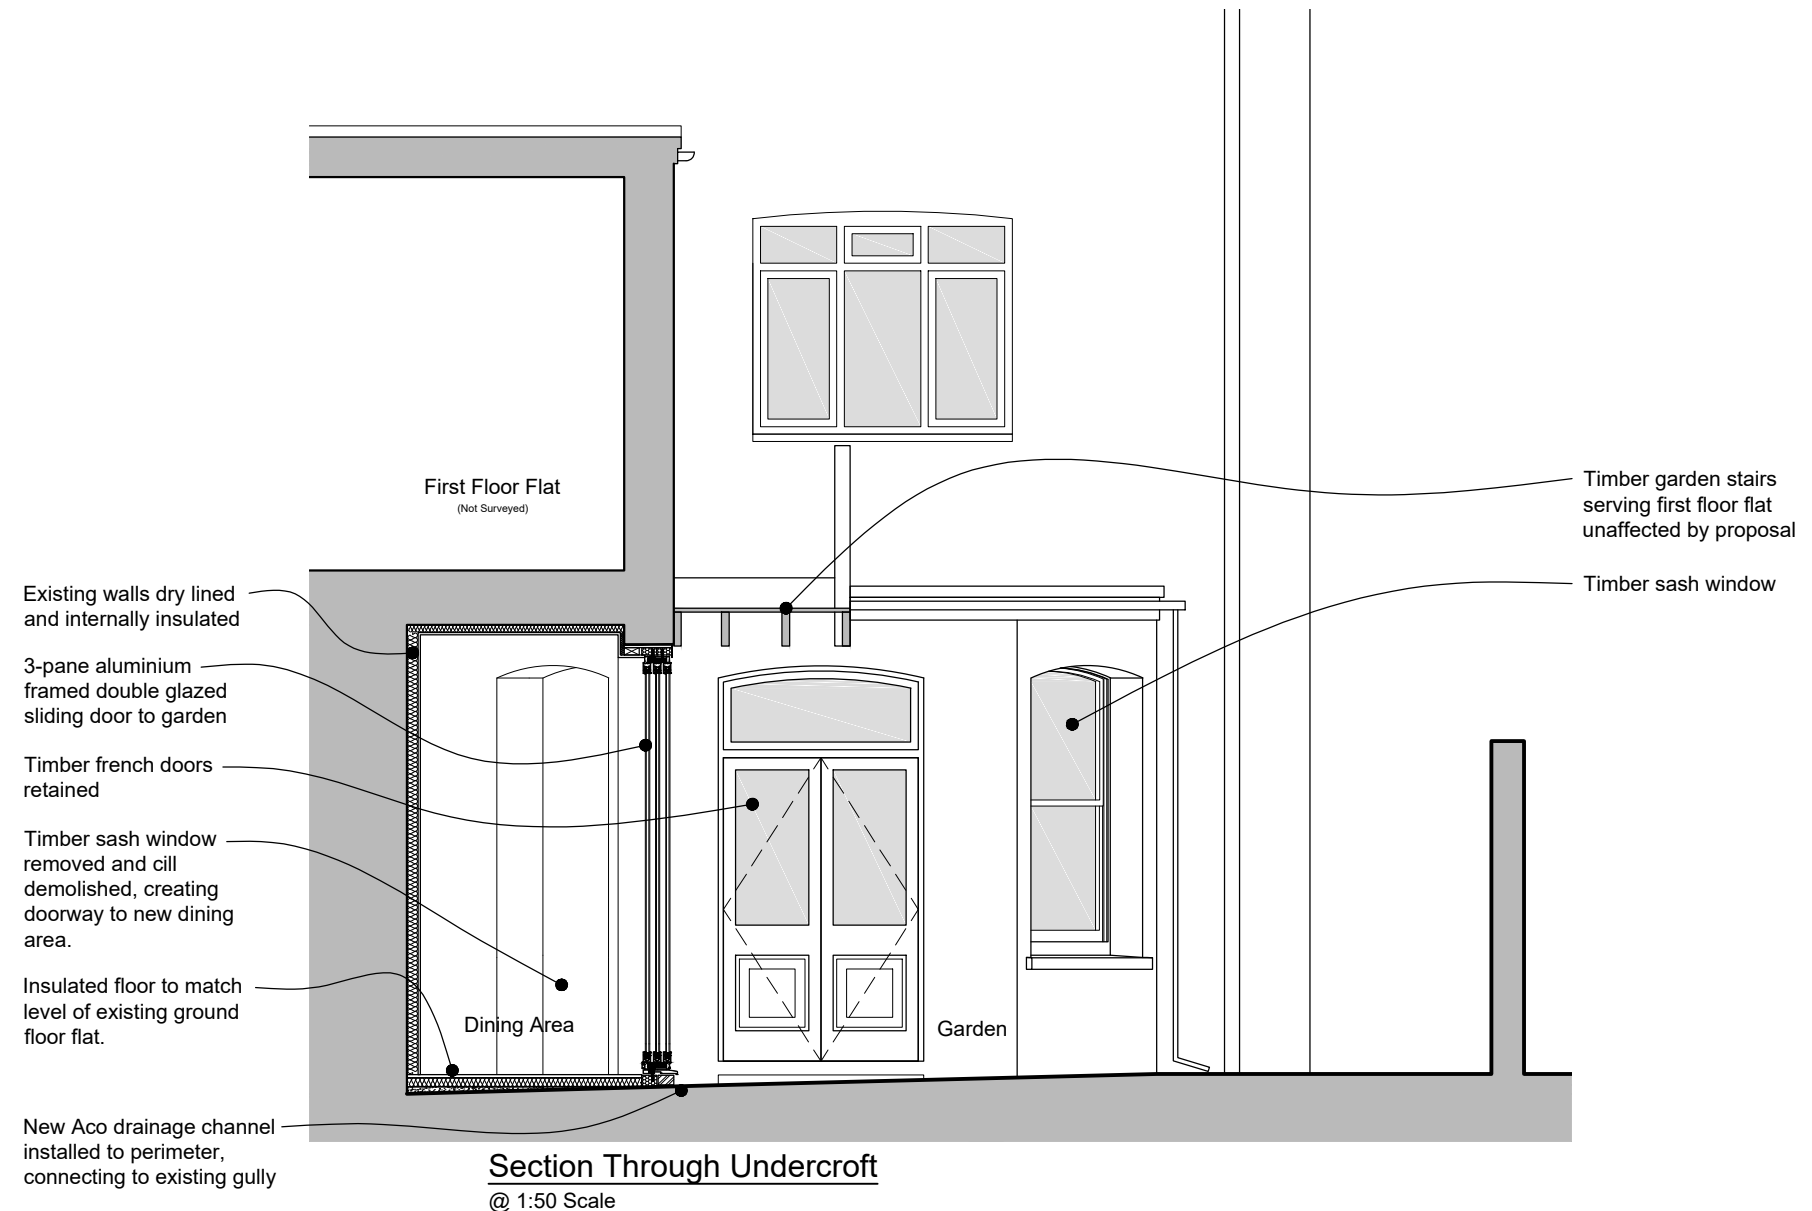 First Floor Flat
(Not Surveyed)
Timber garden stairs
serving first floor flat
unaffected by proposal
Timber sash window
Existing walls dry lined
and internally insulated
3-pane aluminium
framed double glazed
sliding door to garden
Timber french doors
retained
Timber sash window
removed and cill
demolished, creating
doorway to new dining
area.
Insulated floor to match
level of existing ground
floor flat.
Dining Area
Garden
New Aco drainage channel
installed to perimeter,
connecting to existing gully
Section Through Undercroft
@ 1:50 Scale